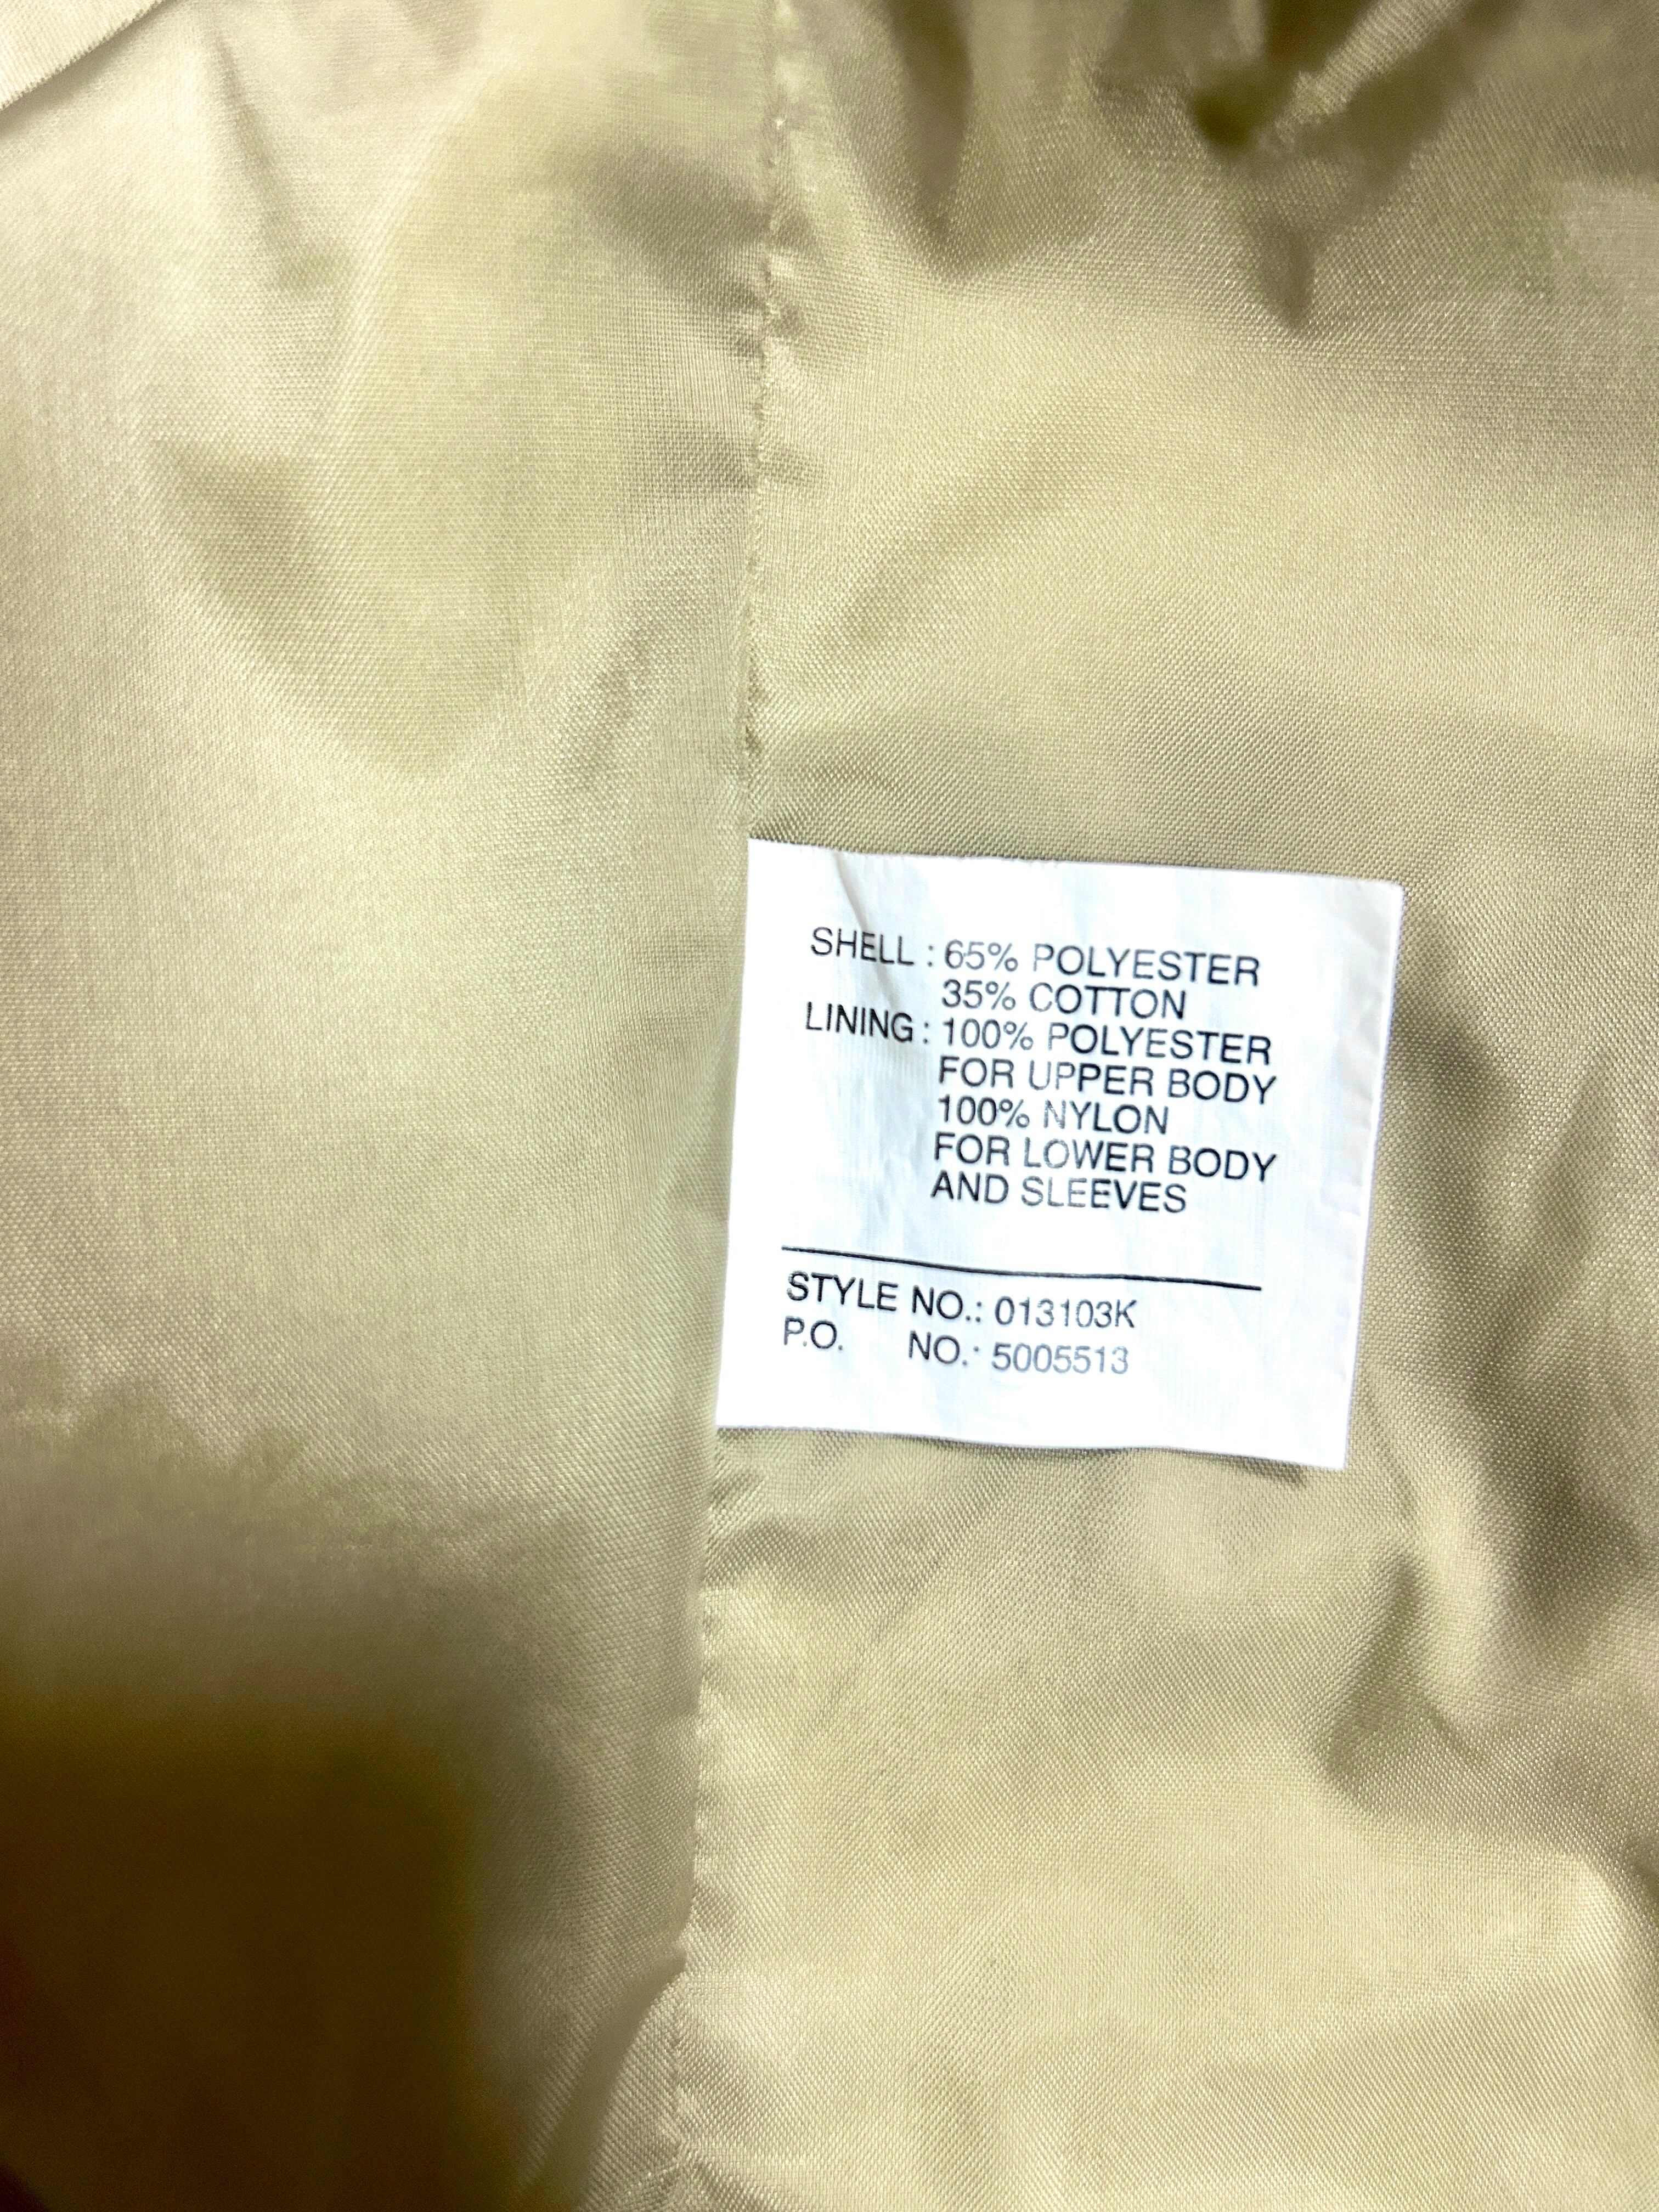 SHELL : 65% POLYESTER
35% COTTON
LINING : 100% POLYESTER
FOR UPPER BODY
100% NYLON
FOR LOWER BODY
AND SLEEVES
STYLE NO.: 013103K
P.O. NO.: 5005513